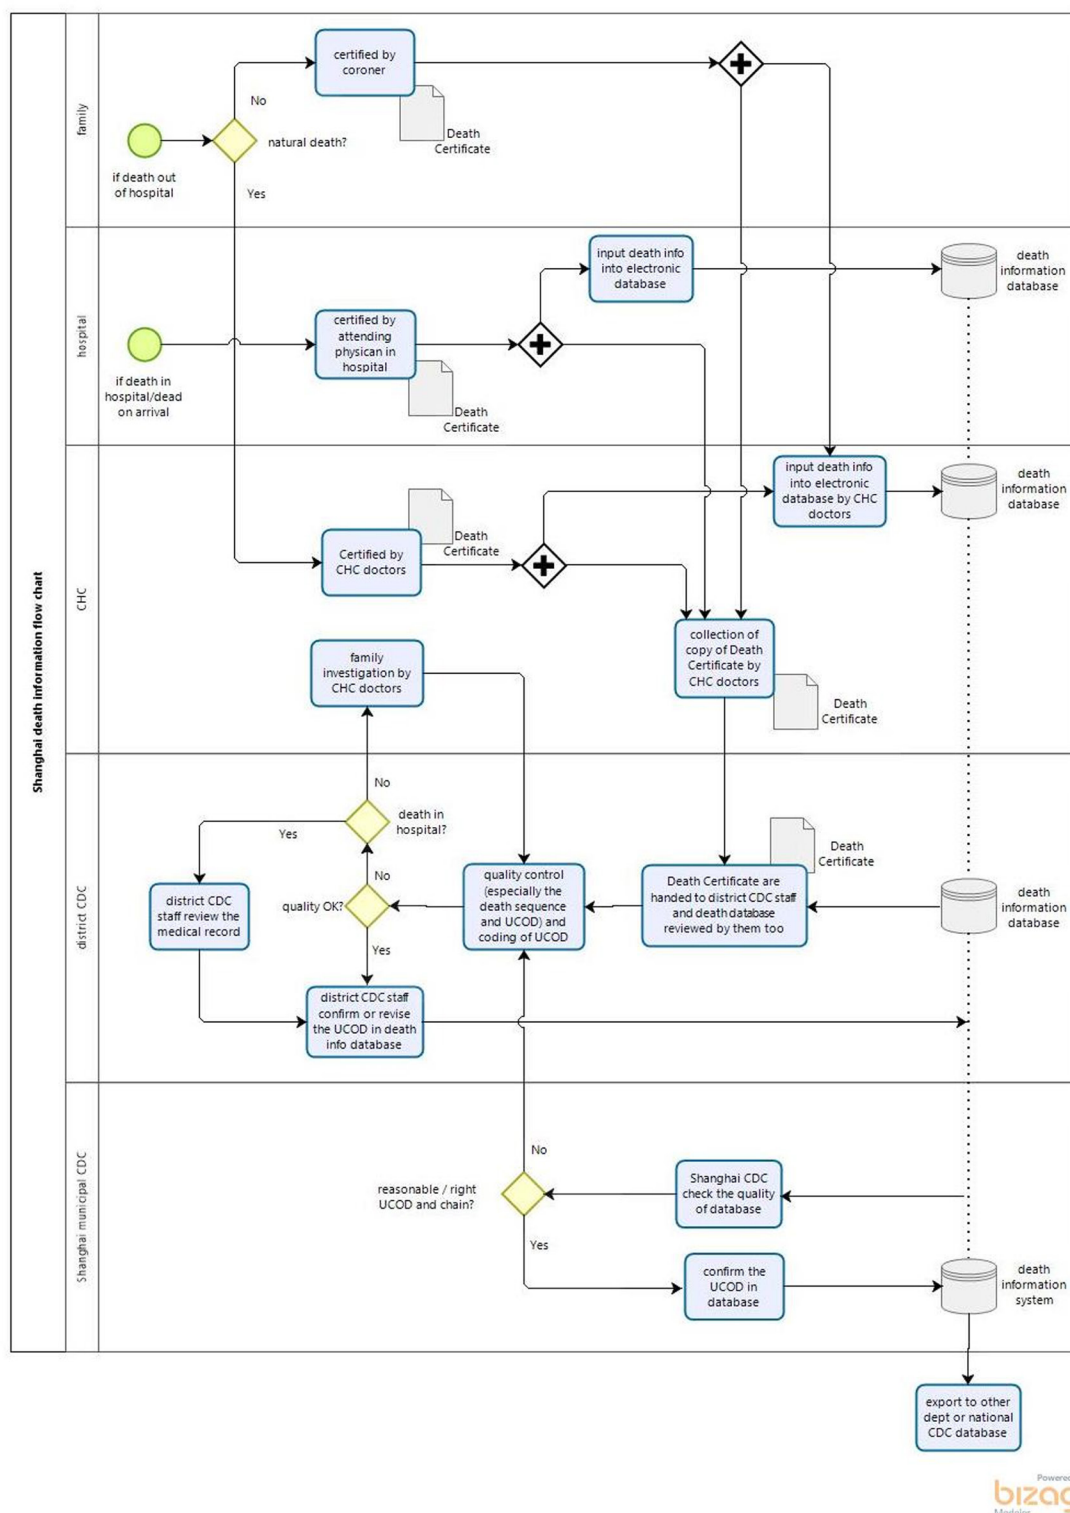 Shanghai death information flow chart
family
certified by
coroner
No
Death
Certificate
natural death?
if death out
of hospital
Yes
hospital
input death info
into electronic
database
death
information
database
certified by
attending
physican in
hospital
if death in
hospital/dead
on arrival
Death
Certificate
CHC
input death info
into electronic
database by CHC
doctors
death
information
database
Death
Certificate
Certified by
CHC doctors
collection of
copy of Death
Certificate by
CHC doctors
family
investigation by
CHC doctors
Death
Certificate
district CDC
No
death in
hospital?
Yes
Death
Certificate
No
quality OK?
quality control
(especially the
death sequence
and UCOD) and
coding of UCOD
Death Certificate are
handed to district CDC staff
and death database
reviewed by them too
death
information
database
district CDC
staff review the
medical record
Yes
district CDC staff
confirm or revise
the UCOD in death
info database
Shanghai municipal CDC
No
reasonable / right
UCOD and chain?
Shanghai CDC
check the quality
of database
Yes
confirm the
UCOD in
database
death
information
system
export to other
dept or national
CDC database
Powered
bizag
Modeler